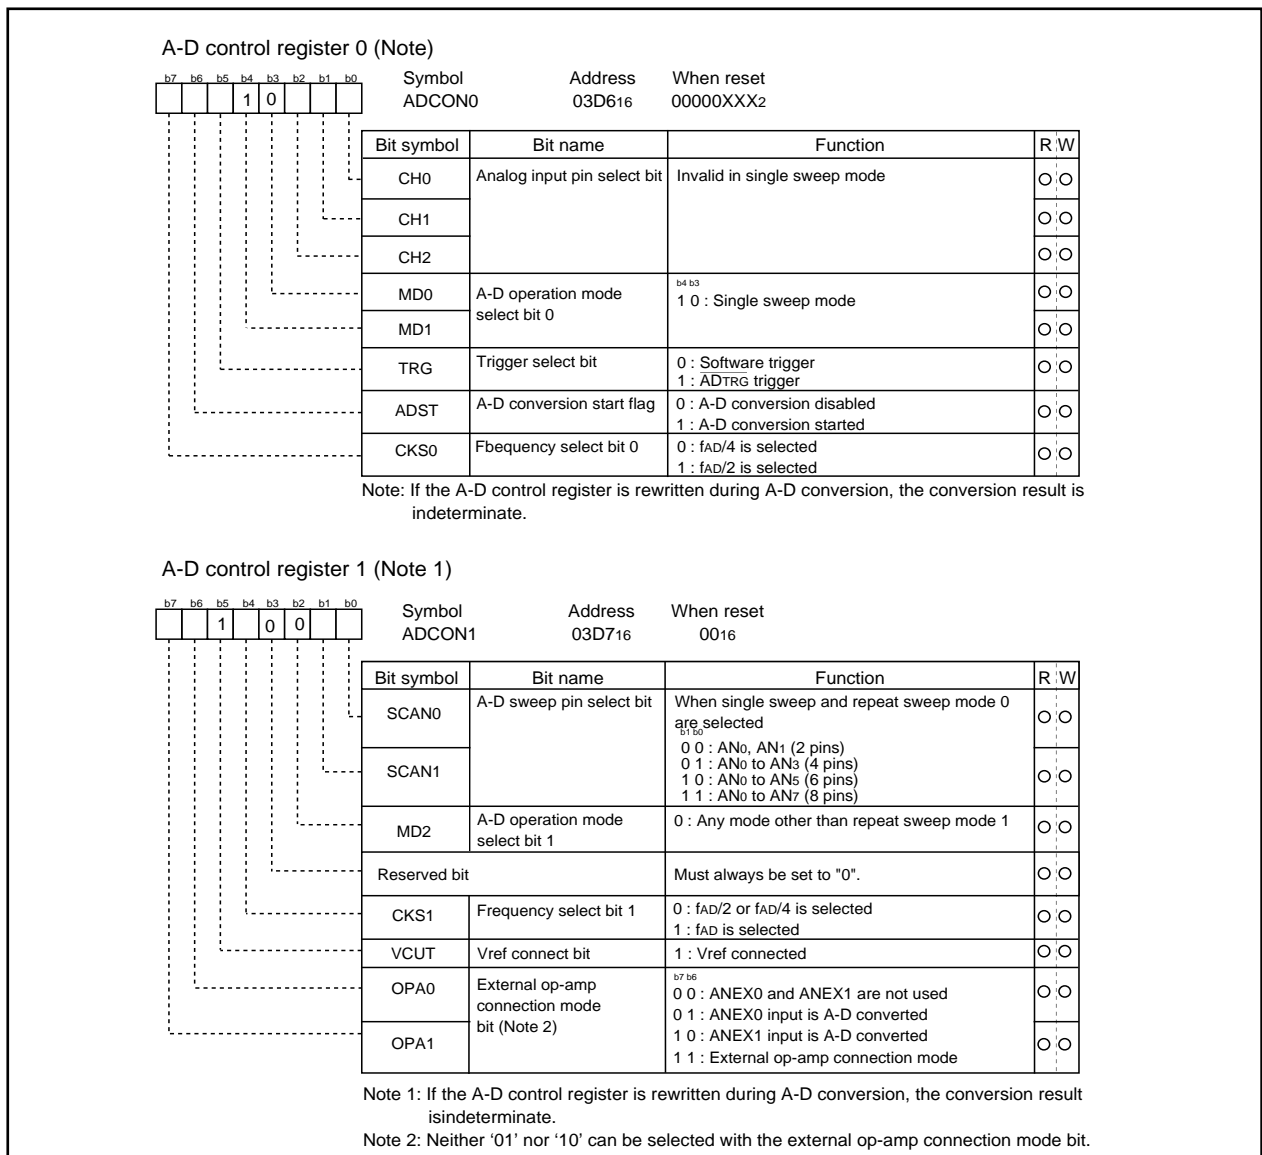 A-D control register 0 (Note)
b7 b6 b5 b4 b3 b2 b1 b0
1 0
Symbol Address When reset
ADCON0 03D616 00000XXX2
Bit symbol Bit name Function R W
CH0 Analog input pin select bit Invalid in single sweep mode
CH1
CH2
MD0 A-D operation mode select bit 0
b4 b3
1 0 : Single sweep mode
MD1
TRG Trigger select bit 0 : Software trigger
1 : ADTRG trigger
ADST A-D conversion start flag 0 : A-D conversion disabled
1 : A-D conversion started
CKS0 Fbequency select bit 0 0 : fAD/4 is selected
1 : fAD/2 is selected
Note: If the A-D control register is rewritten during A-D conversion, the conversion result is
indeterminate.
A-D control register 1 (Note 1)
b7 b6 b5 b4 b3 b2 b1 b0
1 0 0
Symbol Address When reset
ADCON1 03D716 0016
Bit symbol Bit name Function R W
SCAN0 A-D sweep pin select bit When single sweep and repeat sweep mode 0
are selected
b1 b0
0 0 : AN0, AN1 (2 pins)
0 1 : AN0 to AN3 (4 pins)
SCAN1 1 0 : AN0 to AN5 (6 pins)
1 1 : AN0 to AN7 (8 pins)
MD2 A-D operation mode select bit 1 0 : Any mode other than repeat sweep mode 1
Reserved bit Must always be set to "0".
CKS1 Frequency select bit 1 0 : fAD/2 or fAD/4 is selected
1 : fAD is selected
VCUT Vref connect bit 1 : Vref connected
OPA0 External op-amp connection mode bit (Note 2)
b7 b6
0 0 : ANEX0 and ANEX1 are not used
0 1 : ANEX0 input is A-D converted
OPA1 1 0 : ANEX1 input is A-D converted
1 1 : External op-amp connection mode
Note 1: If the A-D control register is rewritten during A-D conversion, the conversion result
isindeterminate.
Note 2: Neither ‘01’ nor ‘10’ can be selected with the external op-amp connection mode bit.